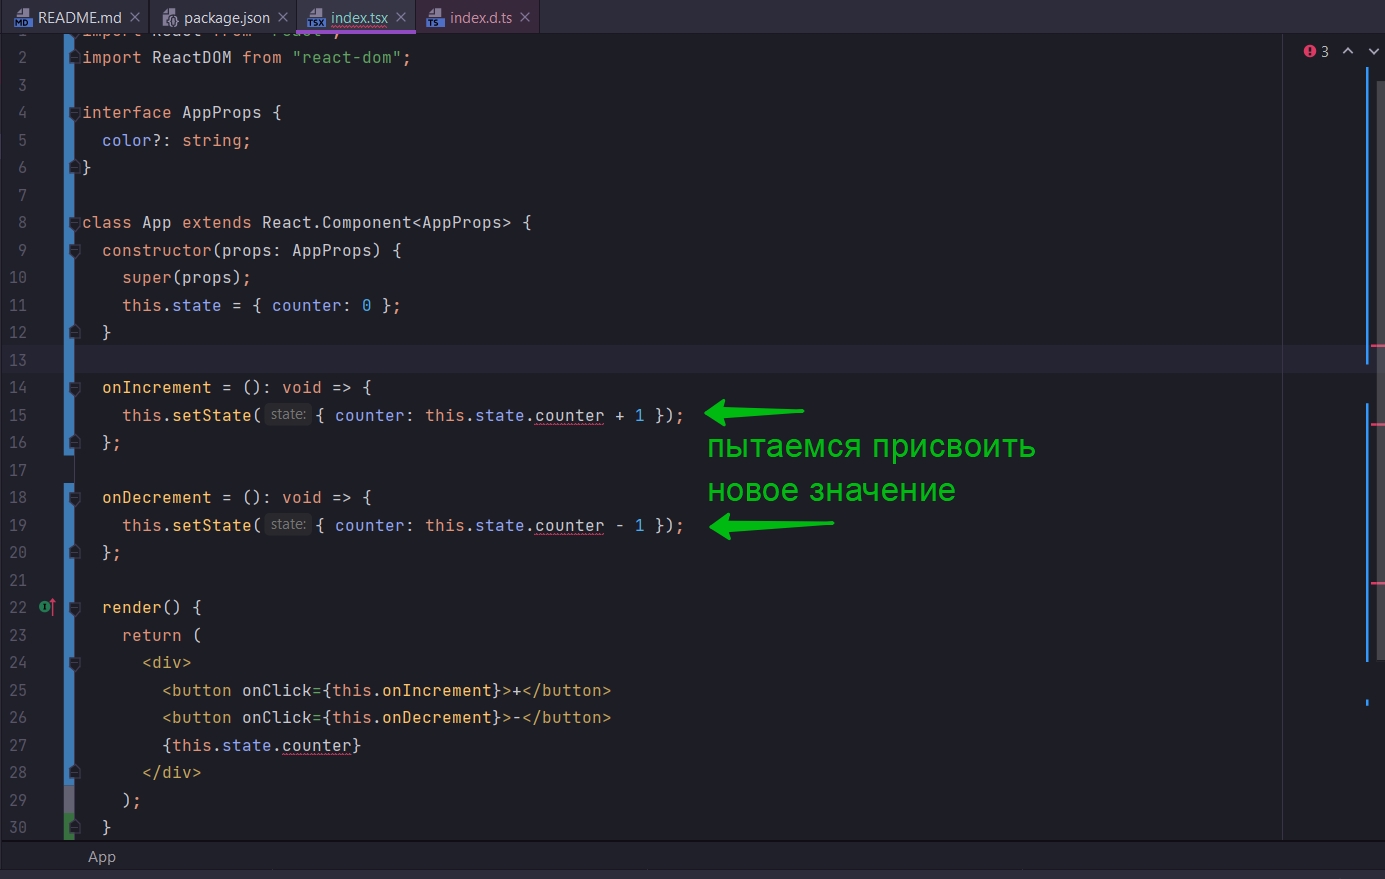 README.md package.json index.tsx index.d.ts
3
2 import ReactDOM from "react-dom";
3
4 interface AppProps {
5 color?: string;
6 }
7
8 class App extends React.Component<AppProps> {
9 constructor(props: AppProps) {
10 super(props);
11 this.state = { counter: 0 };
12 }
13
14 onIncrement = (): void => {
15 this.setState( state: { counter: this.state.counter + 1 });
пытаемся присвоить
16 };
17
новое значение
18 onDecrement = (): void => {
19 this.setState( state: { counter: this.state.counter - 1 });
20 };
21
22 render() {
23 return (
24 <div>
25 <button onClick={this.onIncrement}>+</button>
26 <button onClick={this.onDecrement}>-</button>
27 {this.state.counter}
28 </div>
29 );
30 }
App